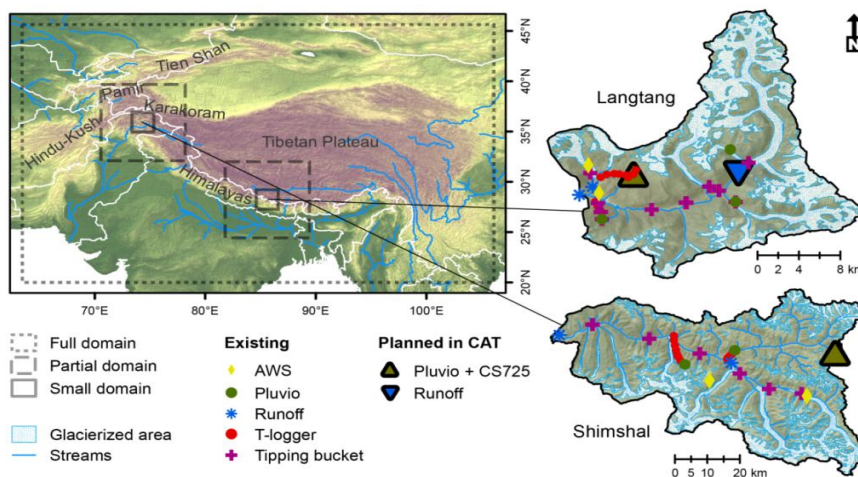 Tien Shan
Pamir
Karakoram
Hindu-Kush
Tibetan Plateau
Himalayas
45°N
40°N
35°N
30°N
25°N
20°N
70°E
80°E
90°E
100°E
Langtang
N
0 4 8 km
Shimshal
0 10 20 km
Full domain
Partial domain
Small domain
Glacierized area
Streams
Existing
AWS
Pluvio
Runoff
T-logger
Tipping bucket
Planned in CAT
Pluvio + CS725
Runoff